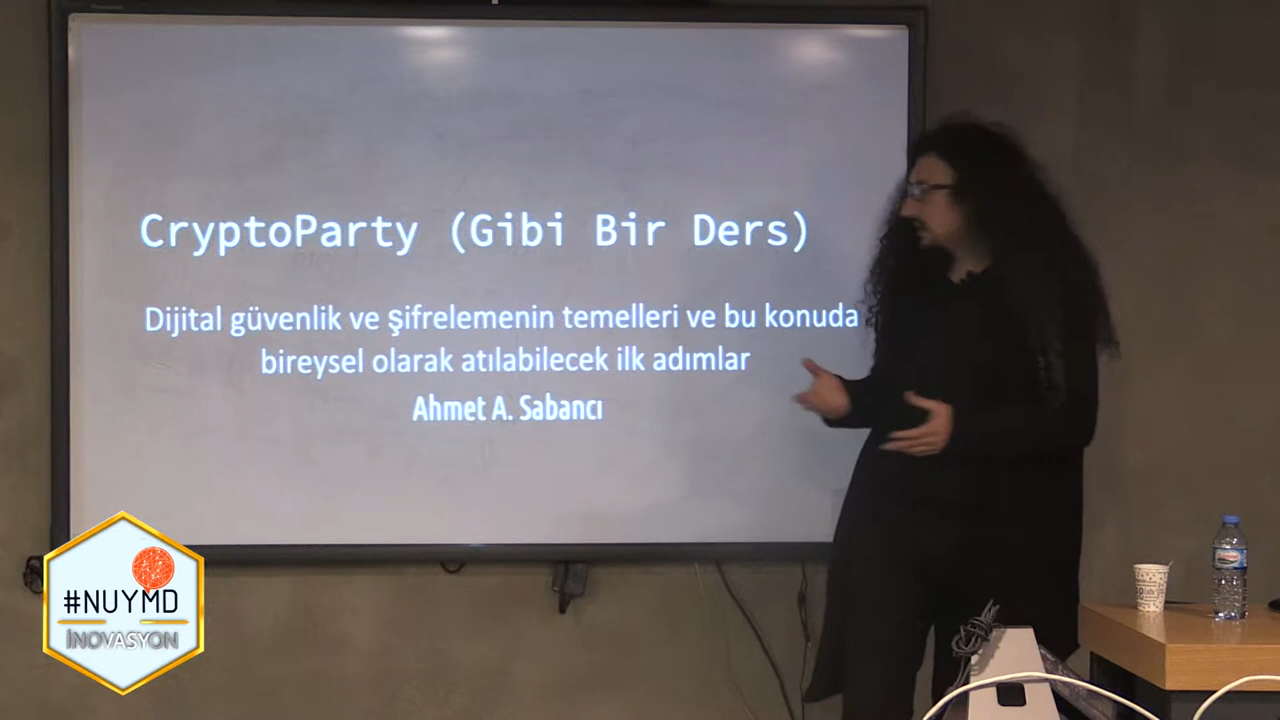 CryptoParty (Gibi Bir Ders)
Dijital güvenlik ve şifrelemenin temelleri ve bu konuda
bireysel olarak atılabilecek ilk adımlar
Ahmet A. Sabancı
#NUYMD
İNOVASYON